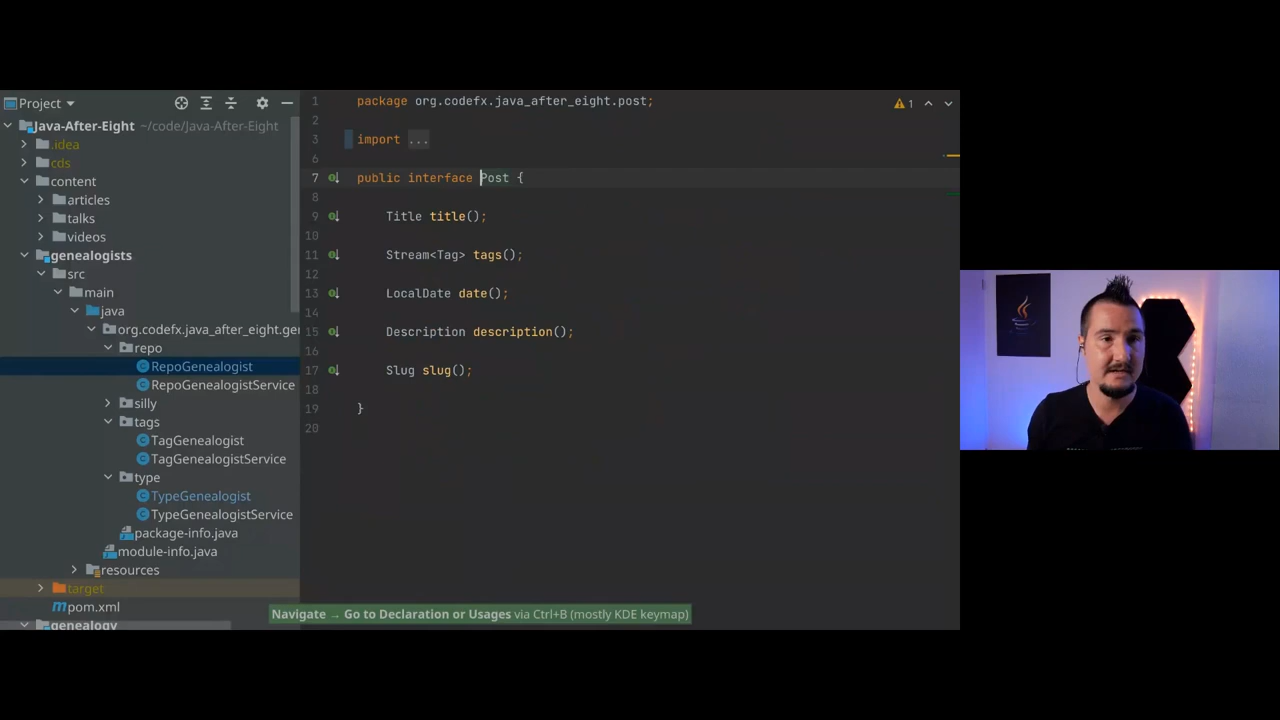 Project
Java-After-Eight ~/code/Java-After-Eight
.idea
cds
content
articles
talks
videos
genealogists
src
main
java
org.codefx.java_after_eight.ger
repo
RepoGenealogist
RepoGenealogistService
silly
tags
TagGenealogist
TagGenealogistService
type
TypeGenealogist
TypeGenealogistService
package-info.java
module-info.java
resources
target
pom.xml
genealogy
1 package org.codefx.java_after_eight.post;
2
3 import ...
6
7 public interface Post {
8
9 Title title();
10
11 Stream<Tag> tags();
12
13 LocalDate date();
14
15 Description description();
16
17 Slug slug();
18
19 }
20
1
Navigate → Go to Declaration or Usages via Ctrl+B (mostly KDE keymap)